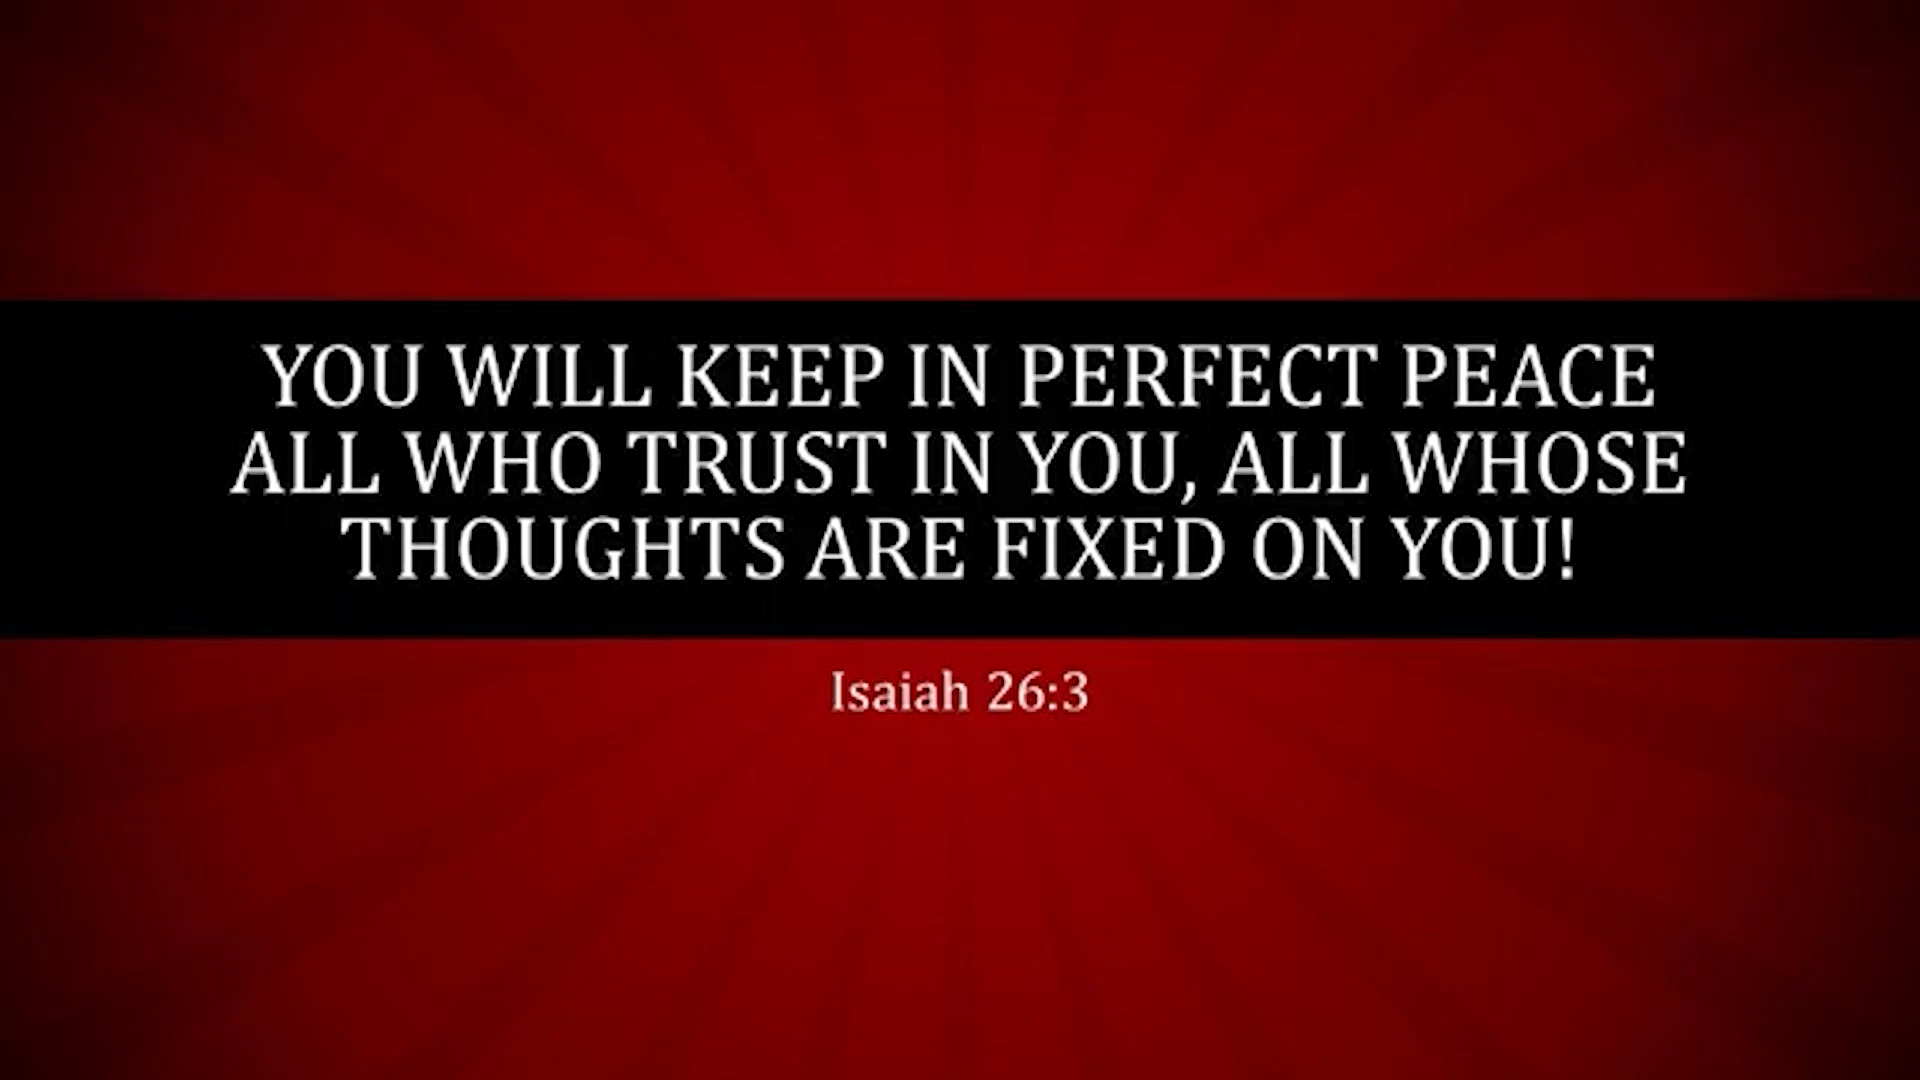 YOU WILL KEEP IN PERFECT PEACE
ALL WHO TRUST IN YOU, ALL WHOSE
THOUGHTS ARE FIXED ON YOU!
Isaiah 26:3